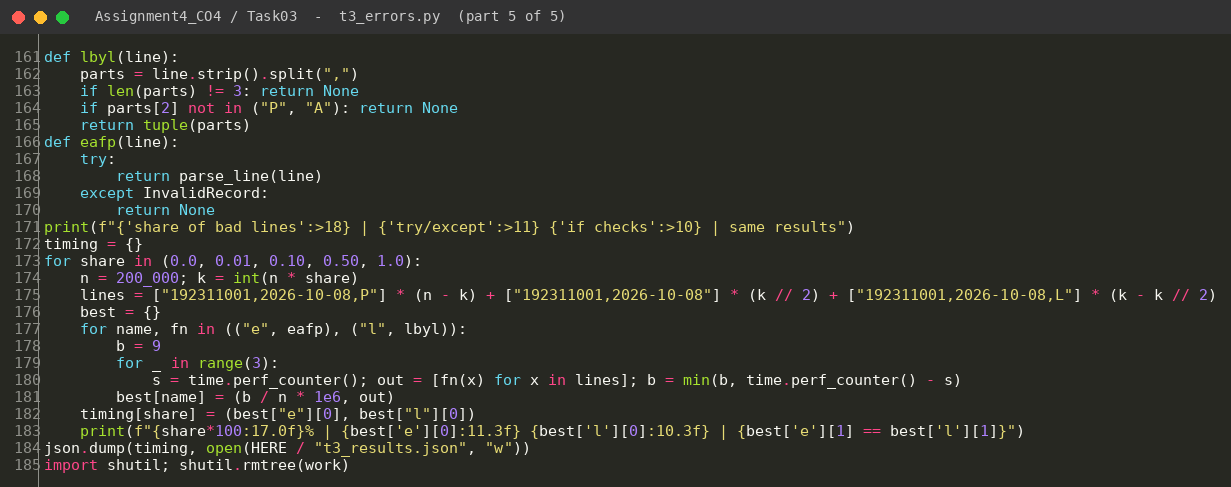 Assignment4_CO4 / Task03  -  t3_errors.py  (part 5 of 5)
161 def lbyl(line):
162     parts = line.strip().split(",")
163     if len(parts) != 3: return None
164     if parts[2] not in ("P", "A"): return None
165     return tuple(parts)
166 def eafp(line):
167     try:
168         return parse_line(line)
169     except InvalidRecord:
170         return None
171 print(f"{'share of bad lines':>18} | {'try/except':>11} {'if checks':>10} | same results")
172 timing = {}
173 for share in (0.0, 0.01, 0.10, 0.50, 1.0):
174     n = 200_000; k = int(n * share)
175     lines = ["192311001,2026-10-08,P"] * (n - k) + ["192311001,2026-10-08"] * (k // 2) + ["192311001,2026-10-08,L"] * (k - k // 2)
176     best = {}
177     for name, fn in (("e", eafp), ("l", lbyl)):
178         b = 9
179         for _ in range(3):
180             s = time.perf_counter(); out = [fn(x) for x in lines]; b = min(b, time.perf_counter() - s)
181         best[name] = (b / n * 1e6, out)
182     timing[share] = (best["e"][0], best["l"][0])
183     print(f"{share*100:17.0f}% | {best['e'][0]:11.3f} {best['l'][0]:10.3f} | {best['e'][1] == best['l'][1]}")
184 json.dump(timing, open(HERE / "t3_results.json", "w"))
185 import shutil; shutil.rmtree(work)